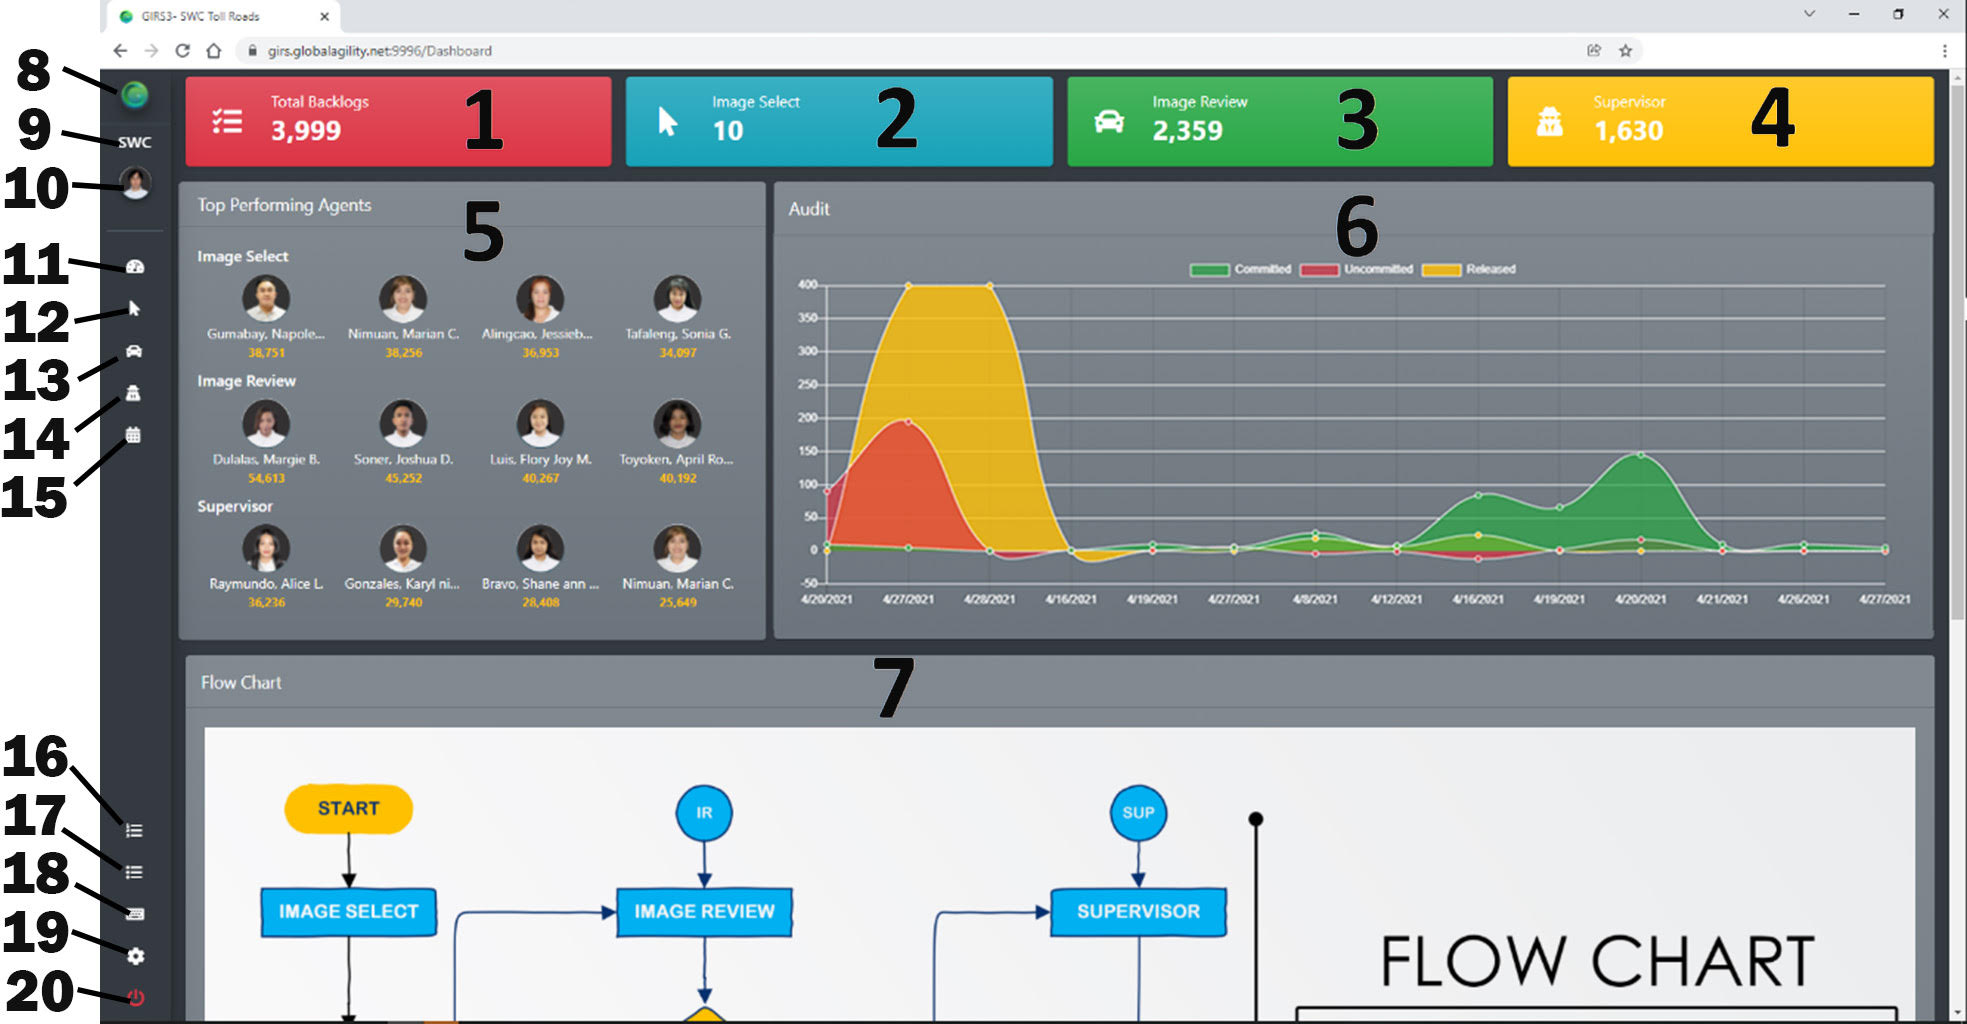 GIRS3- SWC Toll Roads
girs.globalagility.net:9996/Dashboard
8
9
10
11
12
13
14
15
16
17
18
19
20
SWC
Total Backlogs
3,999
1
Image Select
10
2
Image Review
2,359
3
Supervisor
1,630
4
Top Performing Agents
5
Image Select
Gumabay, Napole... Nimuan, Marian C. Alingcao, Jessieb... Tafaleng, Sonia G.
38,751 38,256 36,953 34,097
Image Review
Dulalas, Margie B. Soner, Joshua D. Luis, Flory Joy M. Toyoken, April Ro...
54,613 45,252 40,267 40,192
Supervisor
Raymundo, Alice L. Gonzales, Karyl ni... Bravo, Shane ann ... Nimuan, Marian C.
36,236 29,740 28,408 25,649
Audit
6
Committed Uncommitted Released
400
350
300
250
200
150
100
50
0
-50
4/20/2021 4/27/2021 4/28/2021 4/16/2021 4/19/2021 4/27/2021 4/8/2021 4/12/2021 4/16/2021 4/19/2021 4/20/2021 4/21/2021 4/26/2021 4/27/2021
Flow Chart
7
START
IR
SUP
IMAGE SELECT
IMAGE REVIEW
SUPERVISOR
FLOW CHART